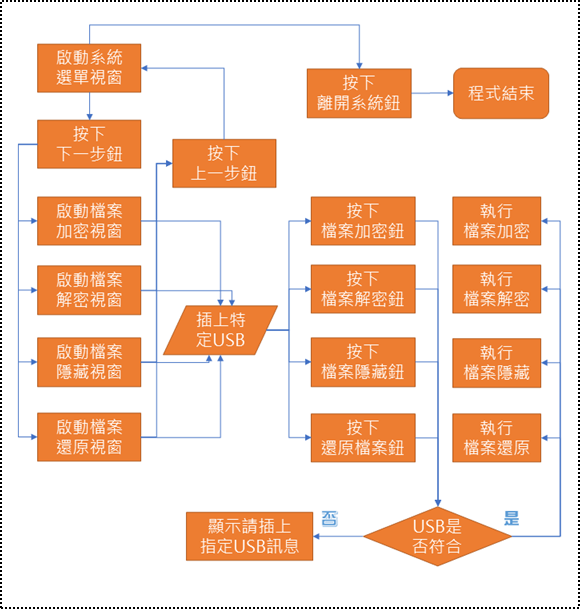 啟動系統
選單視窗
按下
離開系統鈕
程式結束
按下
下一步鈕
按下
上一步鈕
啟動檔案
加密視窗
按下
檔案加密鈕
執行
檔案加密
啟動檔案
解密視窗
按下
檔案解密鈕
執行
檔案解密
插上特
定USB
啟動檔案
隱藏視窗
按下
檔案隱藏鈕
執行
檔案隱藏
啟動檔案
還原視窗
按下
還原檔案鈕
執行
檔案還原
顯示請插上
指定USB訊息
否
USB是
否符合
是